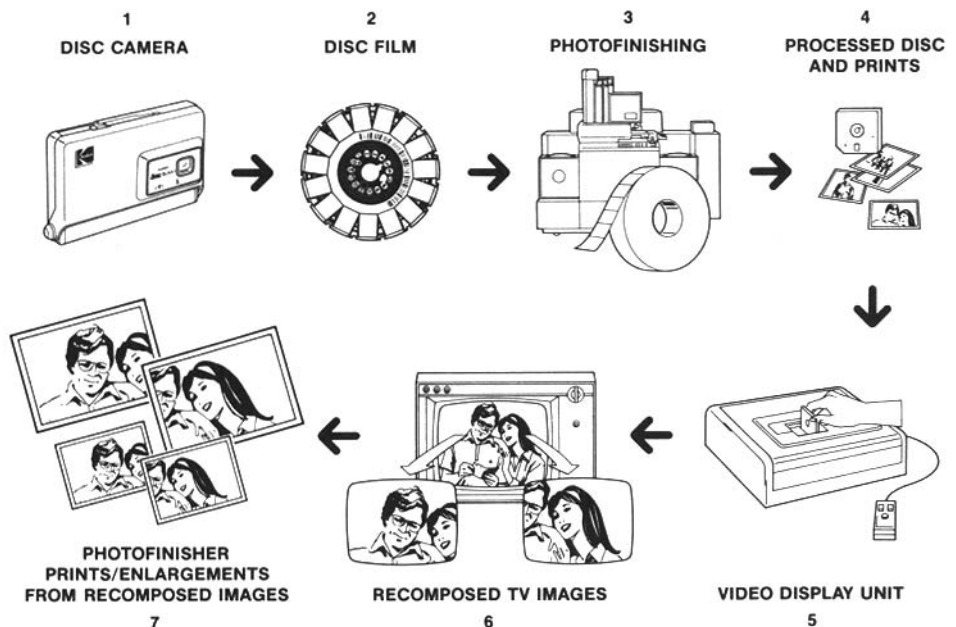 1
DISC CAMERA
2
DISC FILM
3
PHOTOFINISHING
4
PROCESSED DISC
AND PRINTS
VIDEO DISPLAY UNIT
5
RECOMPOSED TV IMAGES
6
PHOTOFINISHER
PRINTS/ENLARGEMENTS
FROM RECOMPOSED IMAGES
7